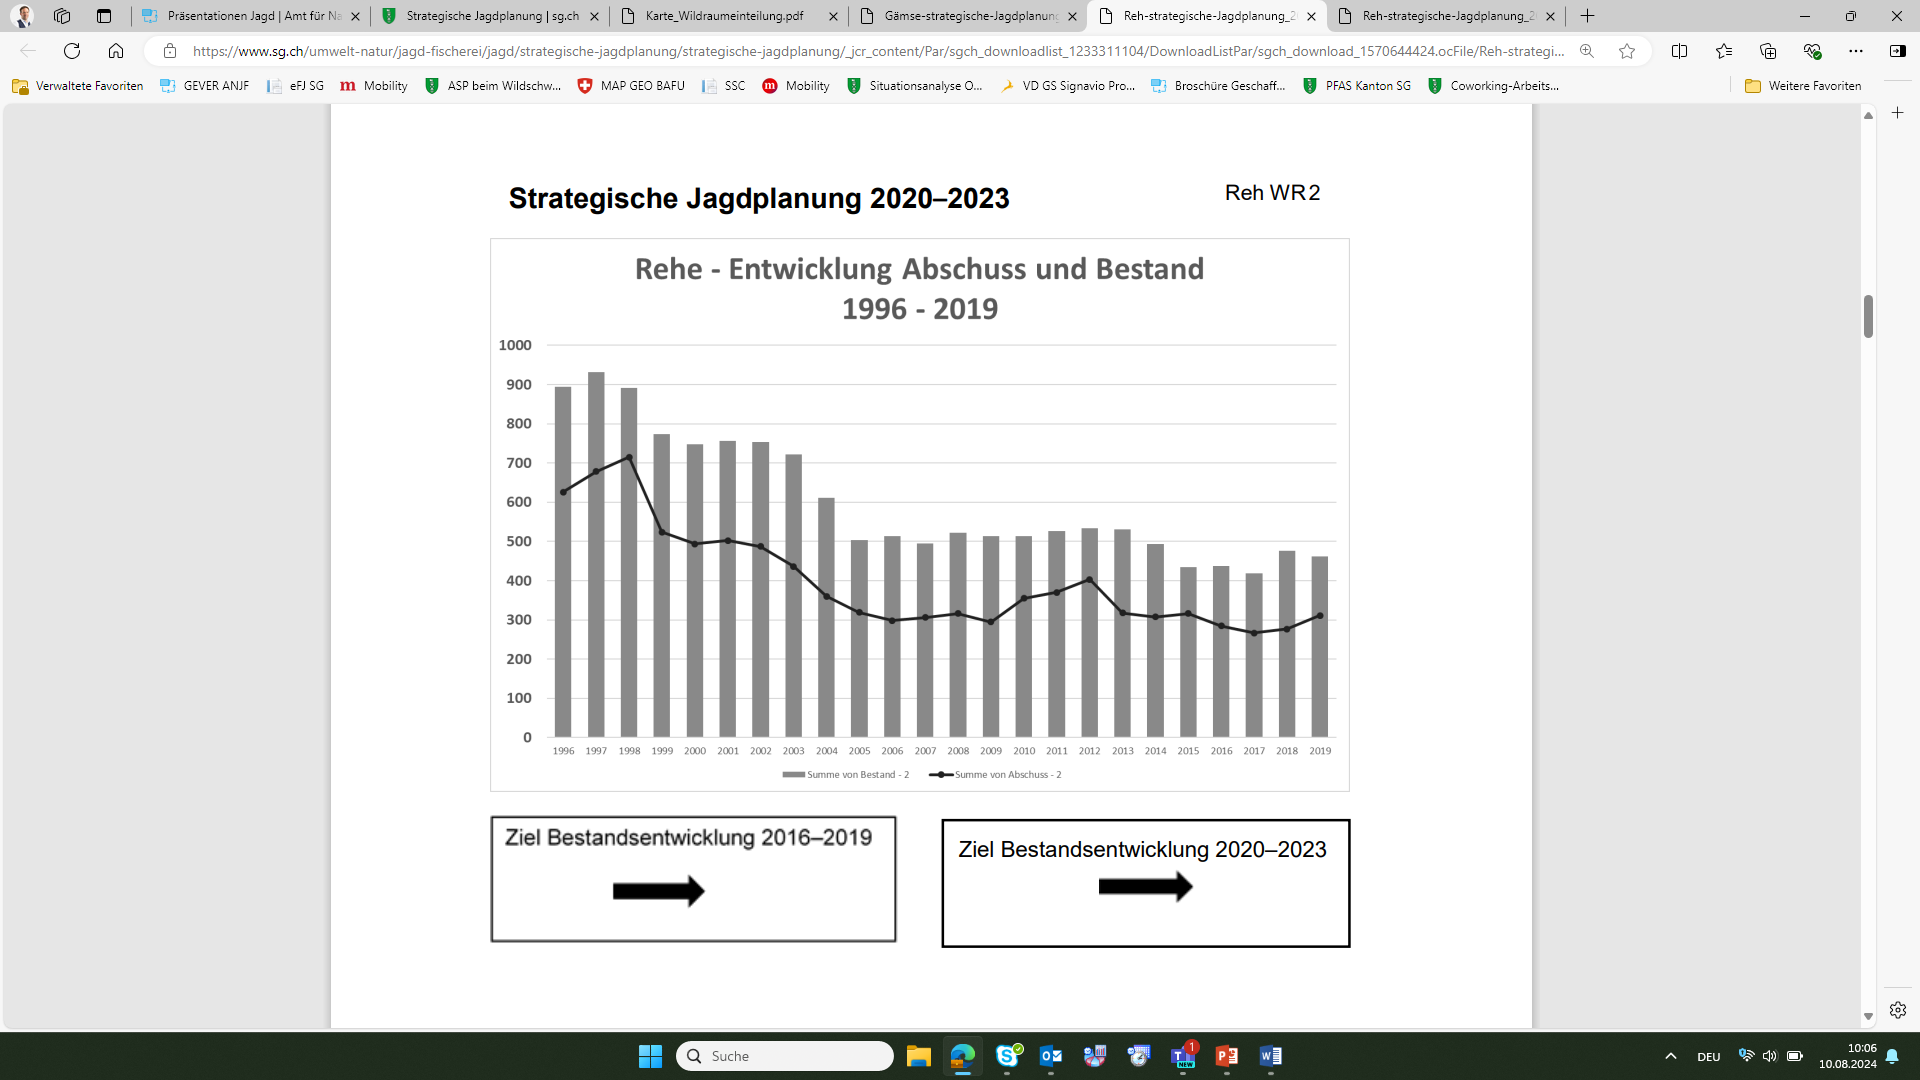 Präsentationen Jagd | Amt für Na
Strategische Jagdplanung | sg.ch
Karte_Wildraumeinteilung.pdf
Gämse-strategische-Jagdplanung
Reh-strategische-Jagdplanung_2
Reh-strategische-Jagdplanung_2
https://www.sg.ch/umwelt-natur/jagd-fischerei/jagd/strategische-jagdplanung/strategische-jagdplanung/_jcr_content/Par/sgch_downloadlist_1233311104/DownloadListPar/sgch_download_1570644424.ocFile/Reh-strategi...
Verwaltete Favoriten
GEVER ANJF
eFJ SG
m Mobility
ASP beim Wildschw...
MAP GEO BAFU
SSC
m Mobility
Situationsanalyse O...
VD GS Signavio Pro...
Broschüre Geschaff...
PFAS Kanton SG
Coworking-Arbeits...
Weitere Favoriten
Strategische Jagdplanung 2020–2023
Reh WR 2
Rehe - Entwicklung Abschuss und Bestand
1996 - 2019
1000
900
800
700
600
500
400
300
200
100
0
1996 1997 1998 1999 2000 2001 2002 2003 2004 2005 2006 2007 2008 2009 2010 2011 2012 2013 2014 2015 2016 2017 2018 2019
Summe von Bestand - 2 Summe von Abschuss - 2
Ziel Bestandsentwicklung 2016–2019
Ziel Bestandsentwicklung 2020–2023
Suche
1
NEW
DEU
10:06
10.08.2024